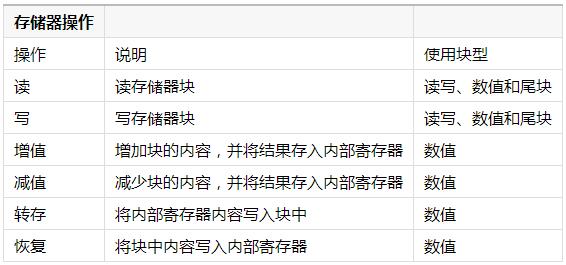 存储器操作
操作 说明 使用块型
读 读存储器块 读写、数值和尾块
写 写存储器块 读写、数值和尾块
增值 增加块的内容，并将结果存入内部寄存器 数值
减值 减少块的内容，并将结果存入内部寄存器 数值
转存 将内部寄存器内容写入块中 数值
恢复 将块中内容写入内部寄存器 数值